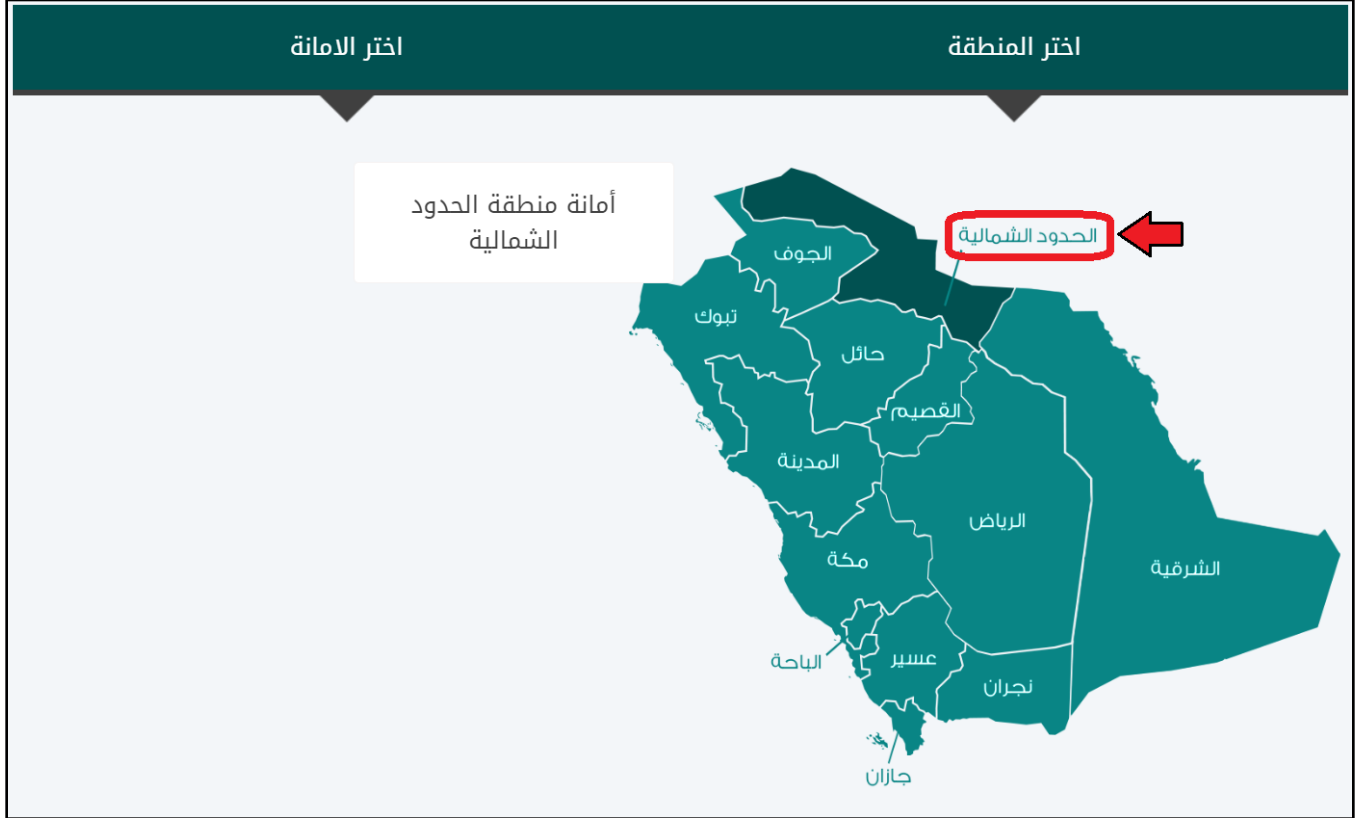 اختر المنطقة
اختر الامانة
أمانة منطقة الحدود
الشمالية
الحدود الشمالية
الجوف
تبوك
حائل
القصيم
المدينة
الرياض
مكة
الشرقية
الباحة
عسير
نجران
جازان